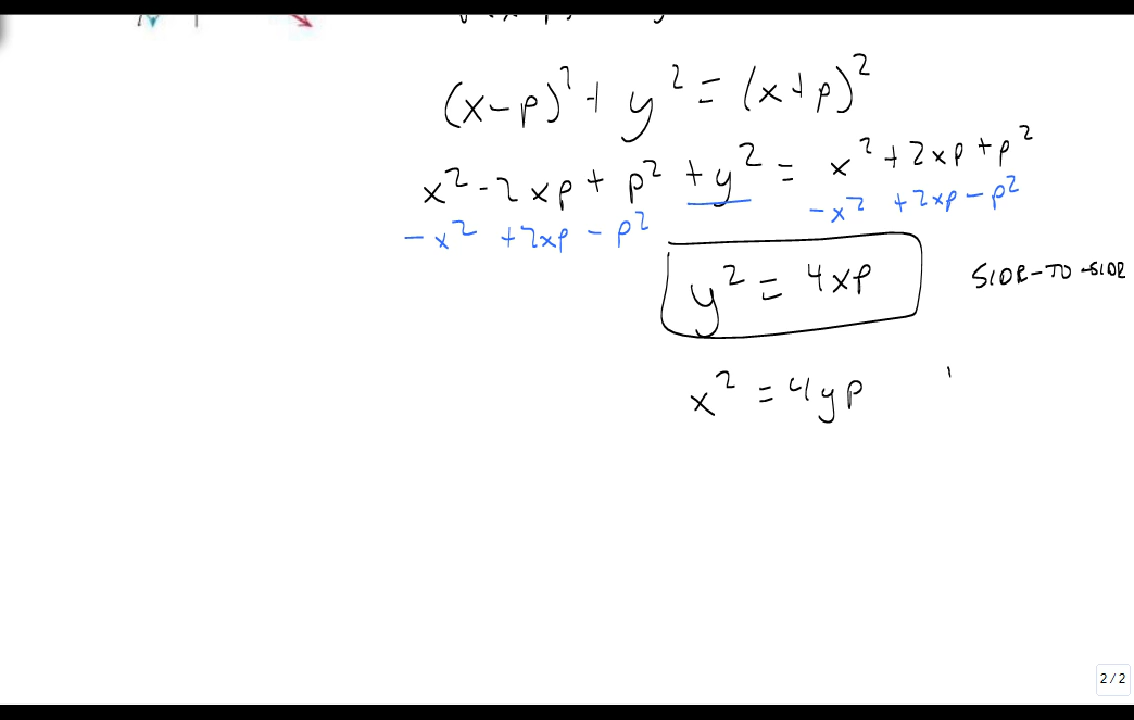 (x-p)² + y² = (x+p)²
x² - 2xp + p² + y² = x² + 2xp + p²
-x² +2xp - p² -x² +2xp - p²
y² = 4xp SIDE-TO-SIDE
x² = 4yp
2/2